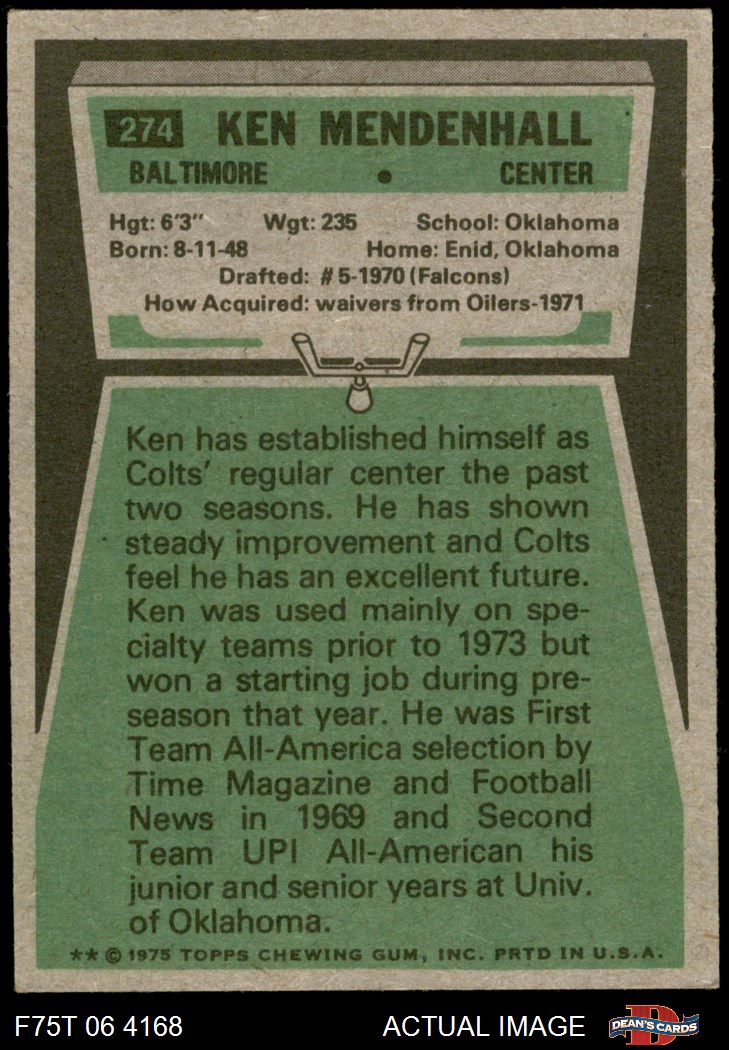 274 KEN MENDENHALL
BALTIMORE • CENTER
Hgt: 6'3" Wgt: 235 School: Oklahoma
Born: 8-11-48 Home: Enid, Oklahoma
Drafted: #5-1970 (Falcons)
How Acquired: waivers from Oilers-1971
Ken has established himself as
Colts' regular center the past
two seasons. He has shown
steady improvement and Colts
feel he has an excellent future.
Ken was used mainly on spe-
cialty teams prior to 1973 but
won a starting job during pre-
season that year. He was First
Team All-America selection by
Time Magazine and Football
News in 1969 and Second
Team UPI All-American his
junior and senior years at Univ.
of Oklahoma.
** © 1975 TOPPS CHEWING GUM, INC. PRTD IN U.S.A.
F75T 06 4168 ACTUAL IMAGE D DEAN'S CARDS